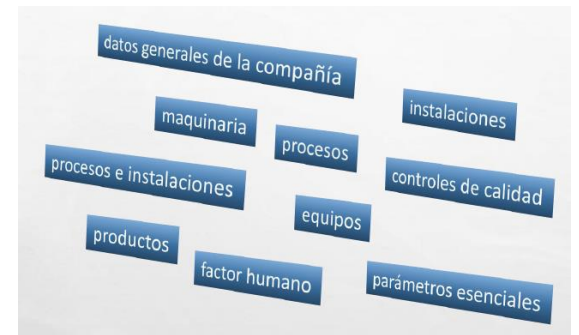 datos generales de la compañía
instalaciones
maquinaria
procesos
controles de calidad
procesos e instalaciones
equipos
productos
factor humano
parámetros esenciales